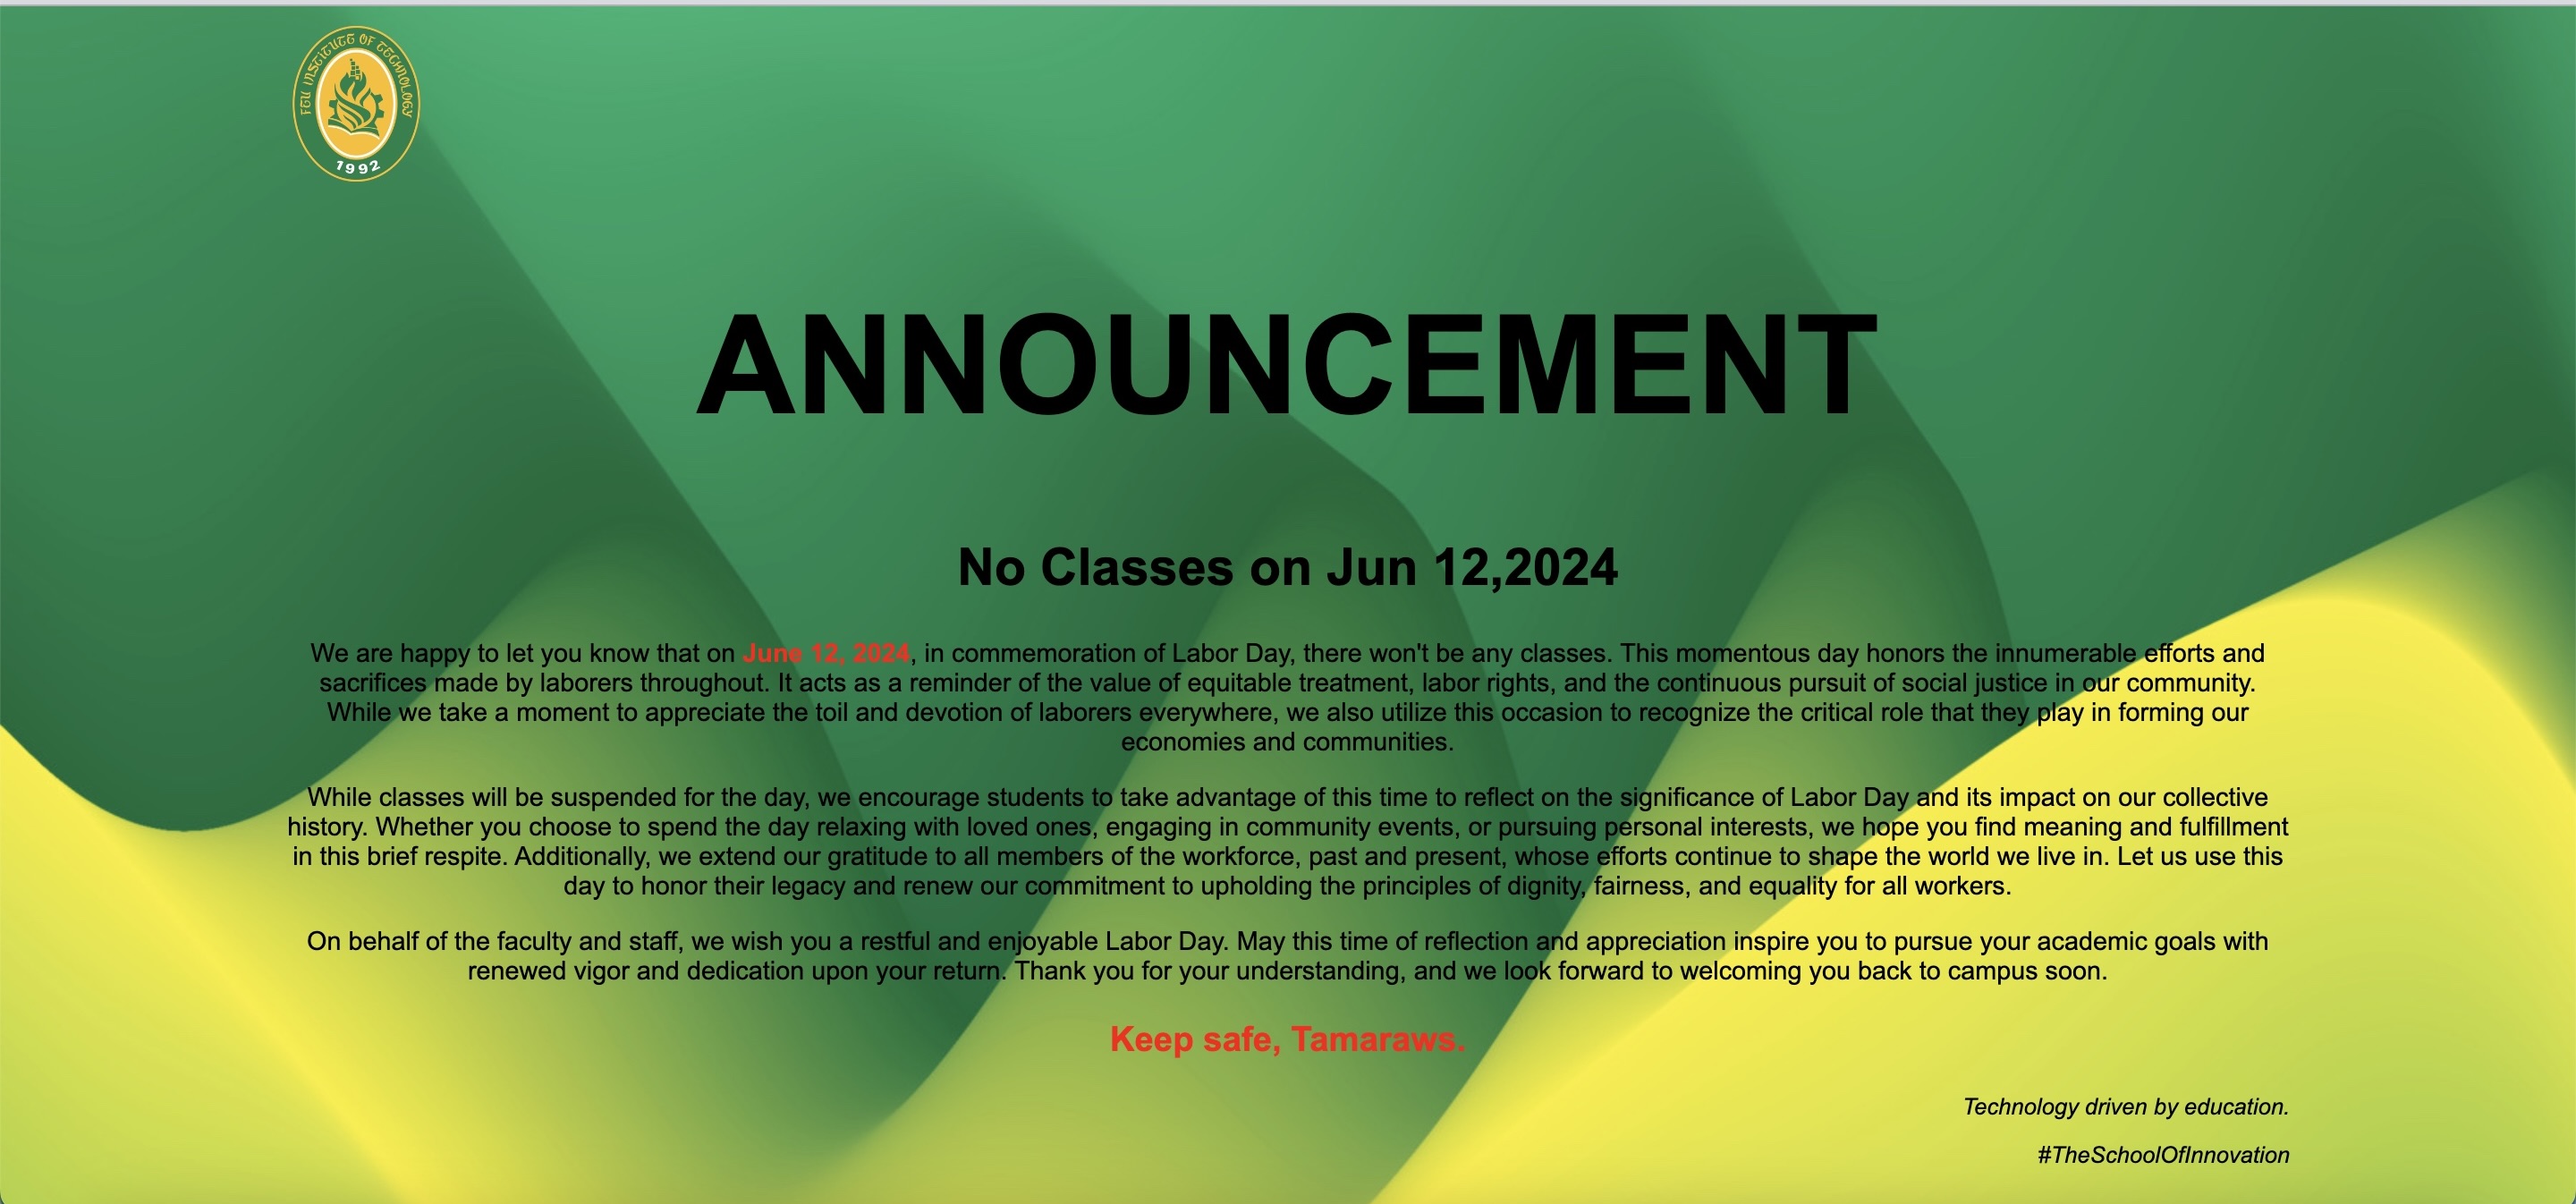 FEU INSTITUTE OF TECHNOLOGY
1992
ANNOUNCEMENT
No Classes on Jun 12,2024
We are happy to let you know that on June 12, 2024, in commemoration of Labor Day, there won't be any classes. This momentous day honors the innumerable efforts and
sacrifices made by laborers throughout. It acts as a reminder of the value of equitable treatment, labor rights, and the continuous pursuit of social justice in our community.
While we take a moment to appreciate the toil and devotion of laborers everywhere, we also utilize this occasion to recognize the critical role that they play in forming our
economies and communities.
While classes will be suspended for the day, we encourage students to take advantage of this time to reflect on the significance of Labor Day and its impact on our collective
history. Whether you choose to spend the day relaxing with loved ones, engaging in community events, or pursuing personal interests, we hope you find meaning and fulfillment
in this brief respite. Additionally, we extend our gratitude to all members of the workforce, past and present, whose efforts continue to shape the world we live in. Let us use this
day to honor their legacy and renew our commitment to upholding the principles of dignity, fairness, and equality for all workers.
On behalf of the faculty and staff, we wish you a restful and enjoyable Labor Day. May this time of reflection and appreciation inspire you to pursue your academic goals with
renewed vigor and dedication upon your return. Thank you for your understanding, and we look forward to welcoming you back to campus soon.
Keep safe, Tamaraws.
Technology driven by education.
#TheSchoolOfInnovation